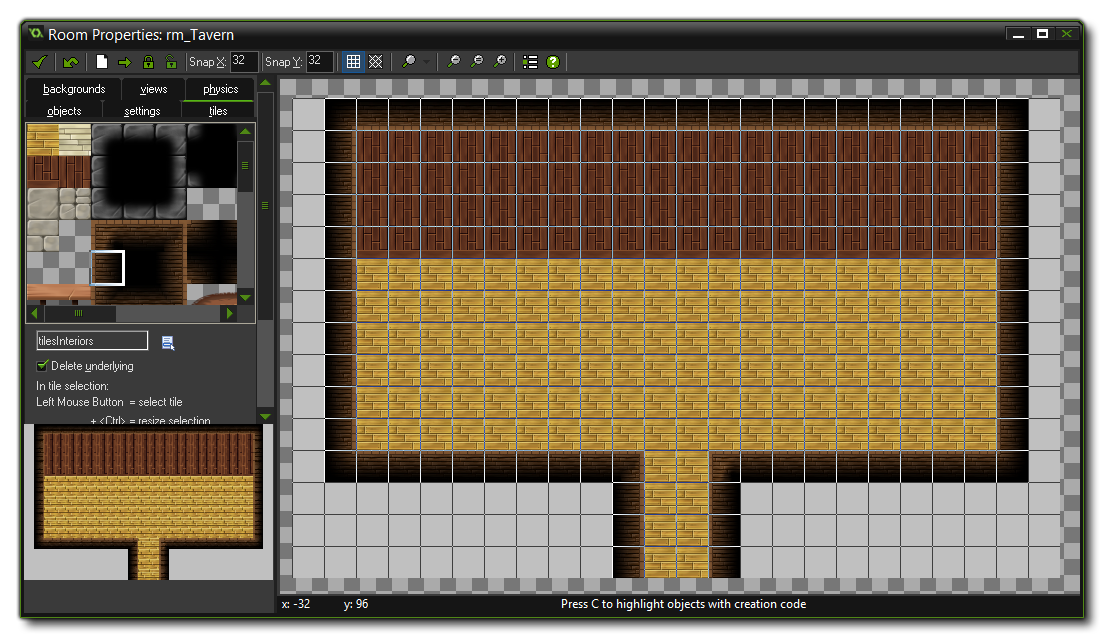 Room Properties: rm_Tavern
Snap X: 32 Snap Y: 32
backgrounds views physics
objects settings tiles
tilesInteriors
Delete underlying
In tile selection:
Left Mouse Button = select tile
+ <Ctrl> = resize selection
x: -32 y: 96 Press C to highlight objects with creation code